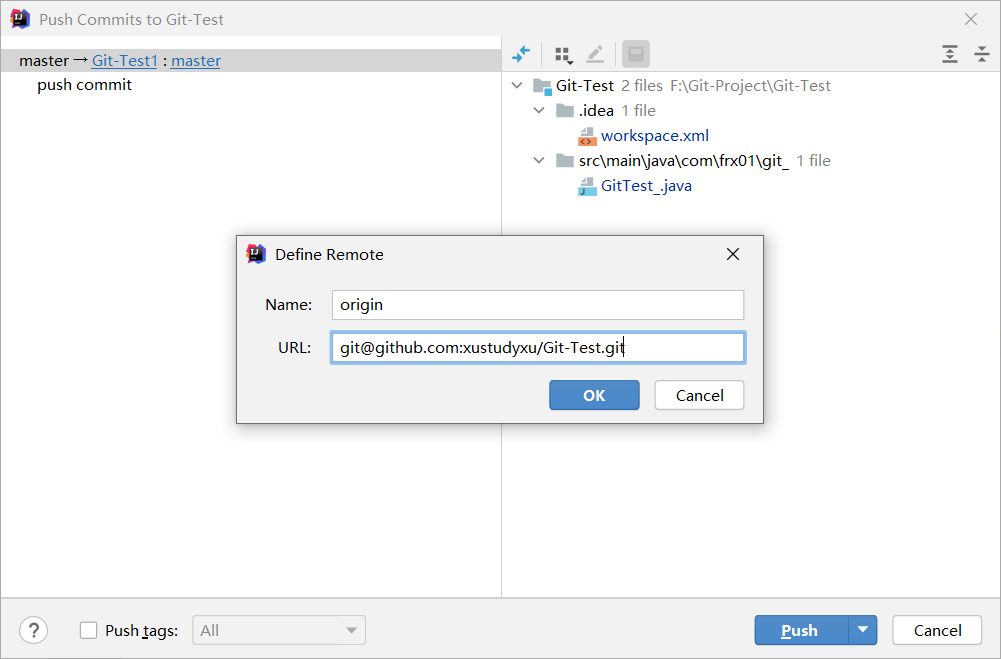 Push Commits to Git-Test
master → Git-Test1 : master
push commit
Git-Test 2 files F:\Git-Project\Git-Test
.idea 1 file
workspace.xml
src\main\java\com\frx01\git_ 1 file
GitTest_.java
Define Remote
Name: origin
URL: git@github.com:xustudyxu/Git-Test.git
OK Cancel
? Push tags: All Push Cancel